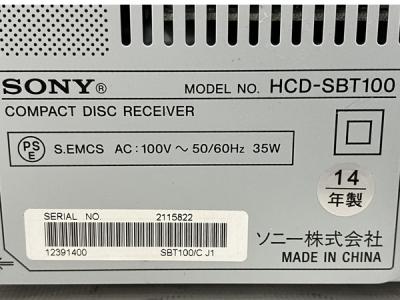 SONY® MODEL NO. HCD-SBT100
COMPACT DISC RECEIVER
PS E S.EMCS AC: 100V ~ 50/60Hz 35W
14
年製
SERIAL NO. 2115822
12391400 SBT100/C J1
ソニー株式会社
MADE IN CHINA